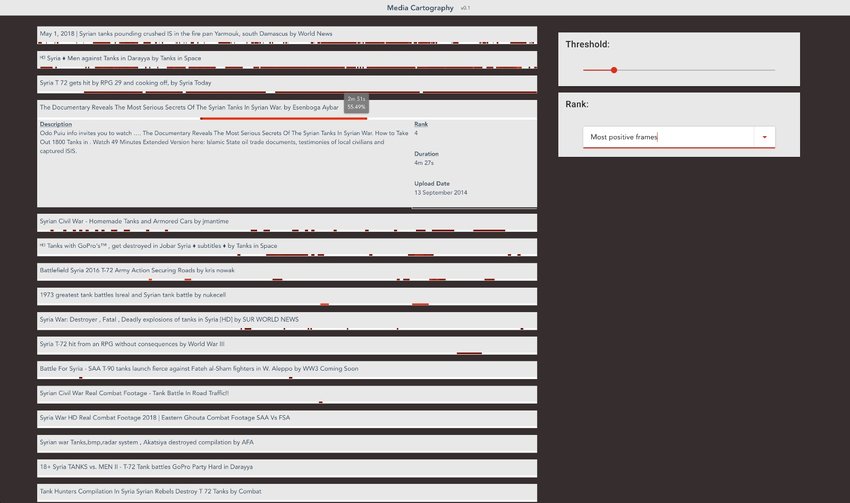 Media Cartography v0.1
May 1, 2018 | Syrian tanks pounding crushed IS in the fire pan Yarmouk, south Damascus by World News
HD Syria ♦ Men against Tanks in Darayya by Tanks in Space
Syria T 72 gets hit by RPG 29 and cooking off, by Syria Today
2m 51s
55.49%
The Documentary Reveals The Most Serious Secrets Of The Syrian Tanks In Syrian War. by Esenboga Aybar
Description
Odo Puiu info invites you to watch .... The Documentary Reveals The Most Serious Secrets Of The Syrian Tanks In Syrian War. How to Take
Out 1800 Tanks in . Watch 49 Minutes Extended Version here: Islamic State oil trade documents, testimonies of local civilians and
captured ISIS.
Rank
4
Duration
4m 27s
Upload Date
13 September 2014
Syrian Civil War - Homemade Tanks and Armored Cars by jmantime
HD Tanks with GoPro's™ , get destroyed in Jobar Syria ♦ subtitles ♦ by Tanks in Space
Battlefield Syria 2016 T-72 Army Action Securing Roads by kris nowak
1973 greatest tank battles Isreal and Syrian tank battle by nukecell
Syria War: Destroyer , Fatal , Deadly explosions of tanks in Syria [HD] by SUR WORLD NEWS
Syria T-72 hit from an RPG without consequences by World War III
Battle For Syria - SAA T-90 tanks launch fierce against Fateh al-Sham fighters in W. Aleppo by WW3 Coming Soon
Syrian Civil War Real Combat Footage - Tank Battle In Road Traffic!!
Syria War HD Real Combat Footage 2018 | Eastern Ghouta Combat Footage SAA Vs FSA
Syrian war Tanks,bmp,radar system , Akatsiya destroyed compilation by AFA
18+ Syria TANKS vs. MEN II - T-72 Tank battles GoPro Party Hard in Darayya
Tank Hunters Compilation In Syria Syrian Rebels Destroy T 72 Tanks by Combat
Threshold:
Rank:
Most positive frames